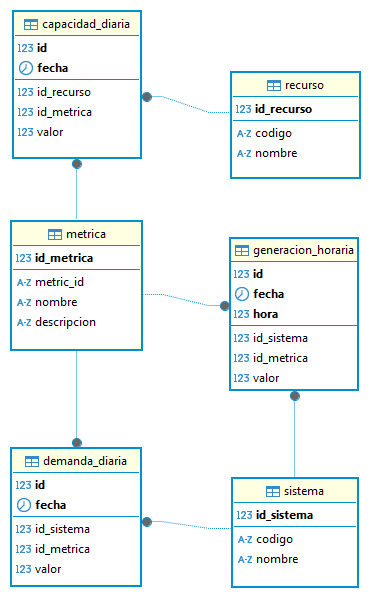 capacidad_diaria
123 id
fecha
123 id_recurso
123 id_metrica
123 valor
recurso
123 id_recurso
A-Z codigo
A-Z nombre
metrica
123 id_metrica
A-Z metric_id
A-Z nombre
A-Z descripcion
generacion_horaria
123 id
fecha
123 hora
123 id_sistema
123 id_metrica
123 valor
demanda_diaria
123 id
fecha
123 id_sistema
123 id_metrica
123 valor
sistema
123 id_sistema
A-Z codigo
A-Z nombre